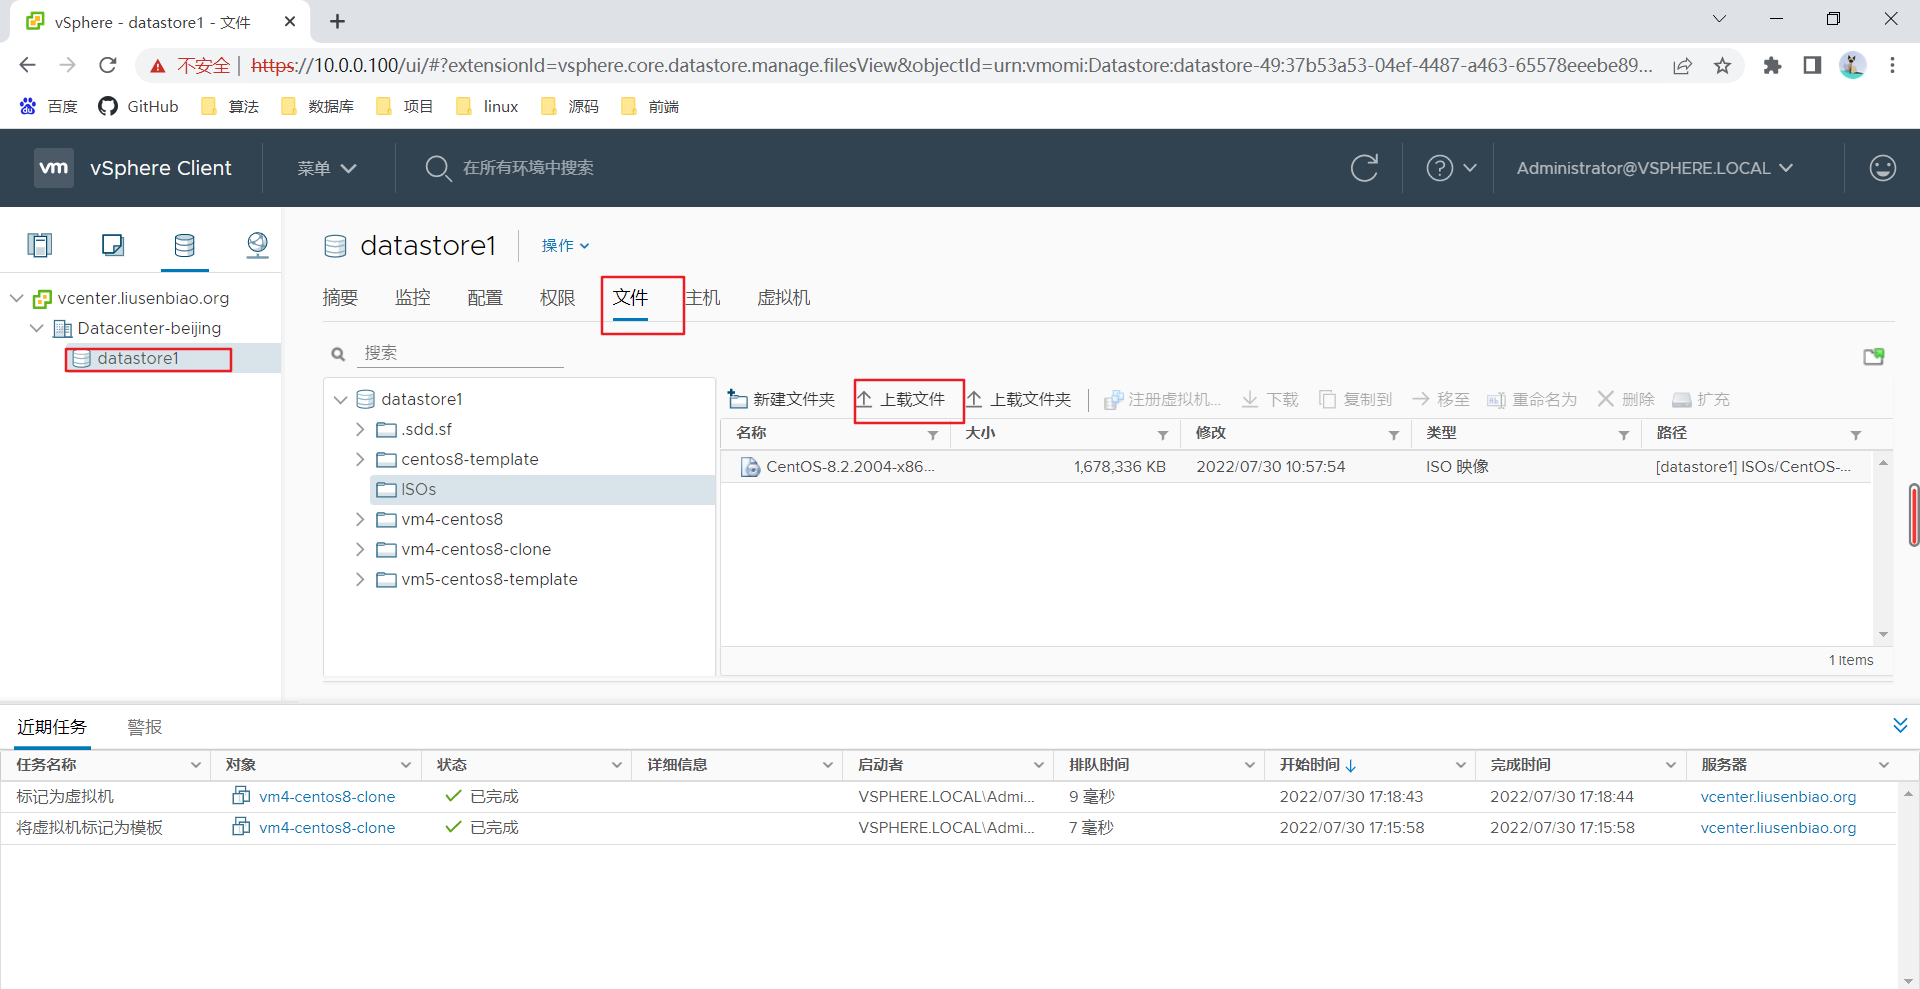 vSphere - datastore1 - 文件
不安全 | https://10.0.0.100/ui/#?extensionId=vsphere.core.datastore.manage.filesView&objectId=urn:vmomi:Datastore:datastore-49:37b53a53-04ef-4487-a463-65578eeebe89...
百度 GitHub 算法 数据库 项目 linux 源码 前端
vm vSphere Client 菜单 在所有环境中搜索 Administrator@VSPHERE.LOCAL
datastore1 操作
摘要 监控 配置 权限 文件 主机 虚拟机
vcenter.liusenbiao.org
Datacenter-beijing
datastore1
搜索
datastore1
.sdd.sf
centos8-template
ISOs
vm4-centos8
vm4-centos8-clone
vm5-centos8-template
新建文件夹 上载文件 上载文件夹 注册虚拟机... 下载 复制到 移至 重命名为 删除 扩充
名称 大小 修改 类型 路径
CentOS-8.2.2004-x86... 1,678,336 KB 2022/07/30 10:57:54 ISO 映像 [datastore1] ISOs/CentOS-...
1 items
近期任务 警报
任务名称 对象 状态 详细信息 启动者 排队时间 开始时间 完成时间 服务器
标记为虚拟机 vm4-centos8-clone 已完成 VSPHERE.LOCAL\Admi... 9 毫秒 2022/07/30 17:18:43 2022/07/30 17:18:44 vcenter.liusenbiao.org
将虚拟机标记为模板 vm4-centos8-clone 已完成 VSPHERE.LOCAL\Admi... 7 毫秒 2022/07/30 17:15:58 2022/07/30 17:15:58 vcenter.liusenbiao.org